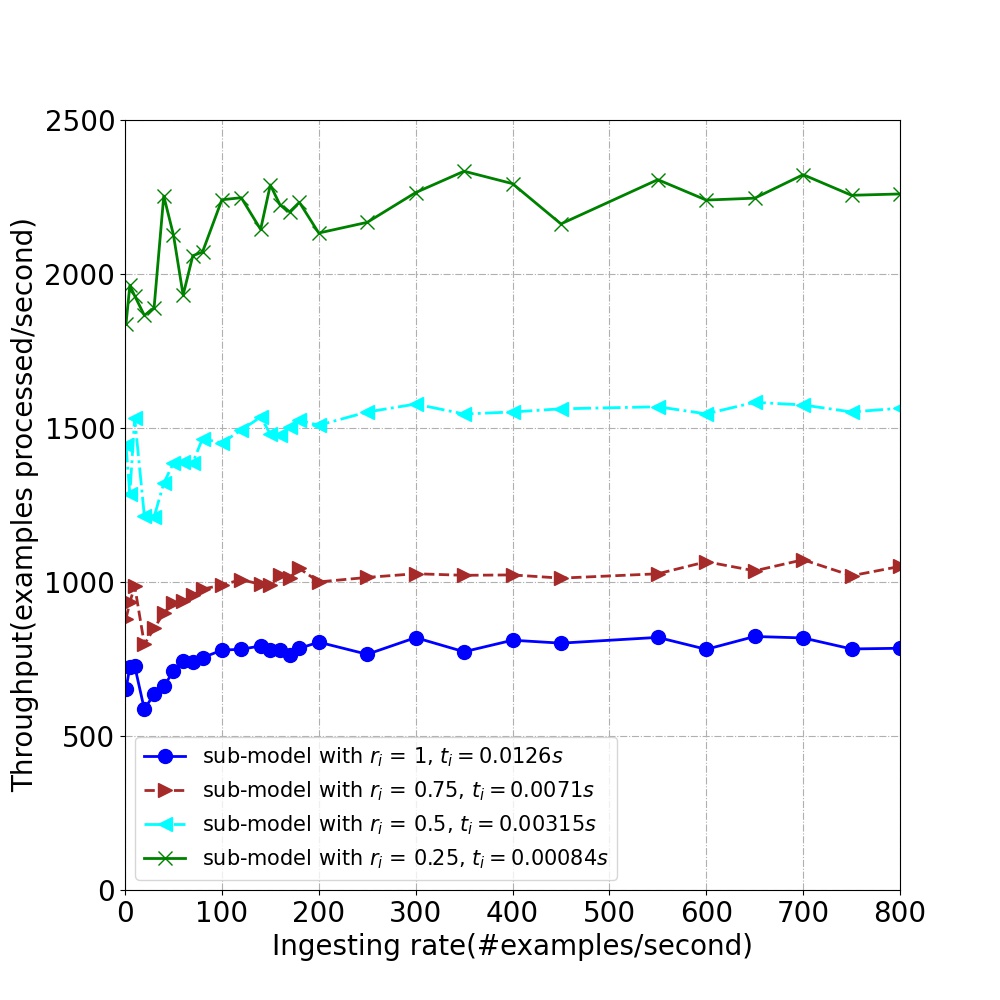 2500
2000
1500
1000
500
0
Throughput(examples processed/second)
sub-model with r_i = 1, t_i = 0.0126s
sub-model with r_i = 0.75, t_i = 0.0071s
sub-model with r_i = 0.5, t_i = 0.00315s
sub-model with r_i = 0.25, t_i = 0.00084s
0 100 200 300 400 500 600 700 800
Ingesting rate(#examples/second)